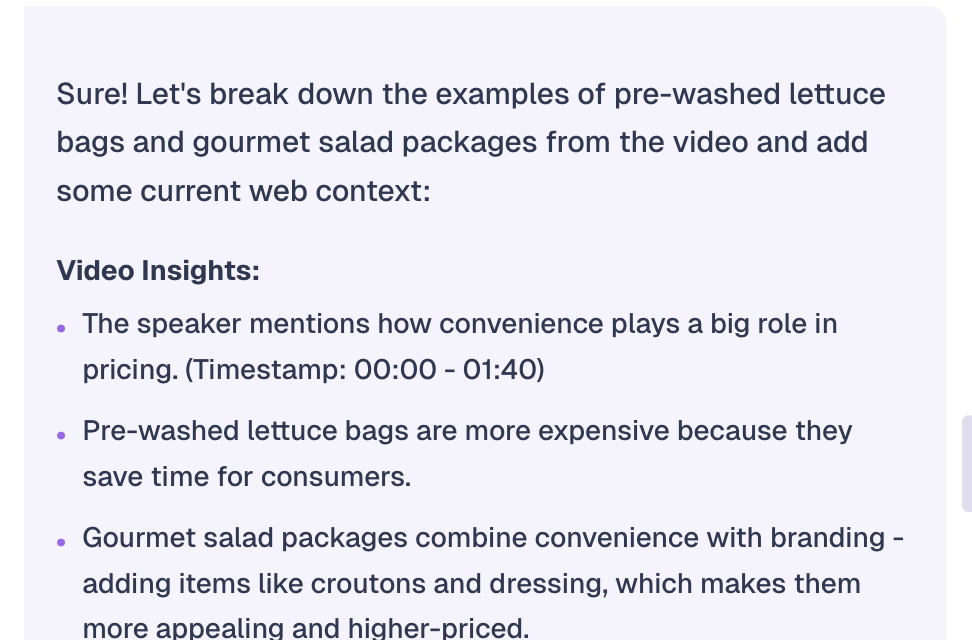 Sure! Let's break down the examples of pre-washed lettuce
bags and gourmet salad packages from the video and add
some current web context:
Video Insights:
• The speaker mentions how convenience plays a big role in
pricing. (Timestamp: 00:00 - 01:40)
• Pre-washed lettuce bags are more expensive because they
save time for consumers.
• Gourmet salad packages combine convenience with branding -
adding items like croutons and dressing, which makes them
more appealing and higher-priced.